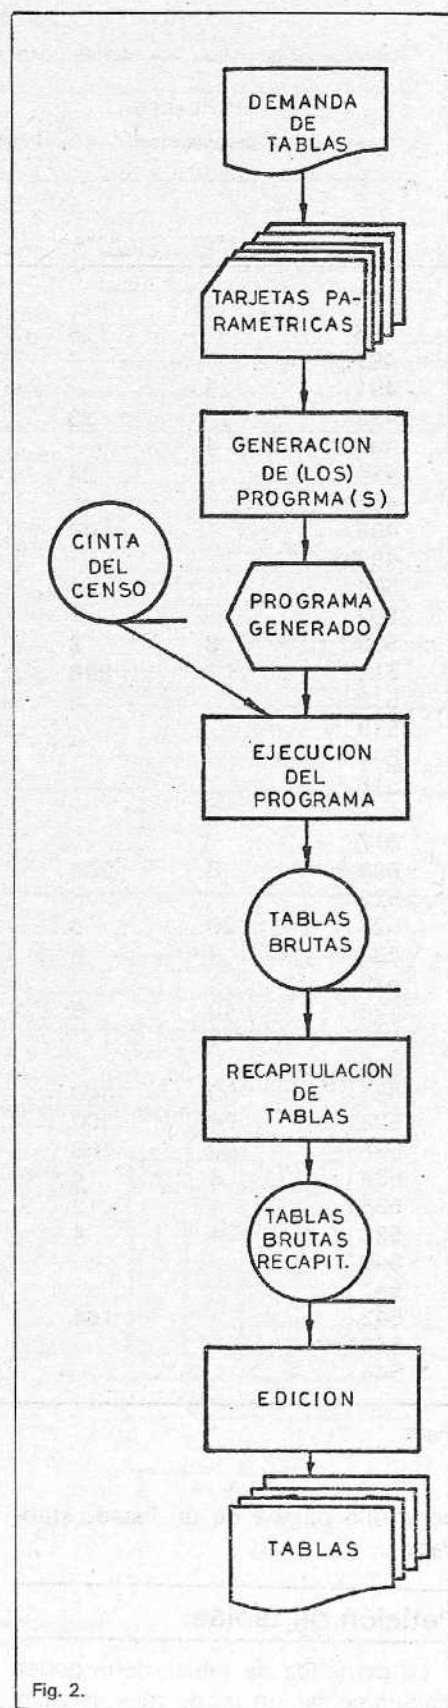 DEMANDA
DE
TABLAS
TARJETAS PA-
RAMETRICAS
GENERACION
DE (LOS)
PROGRMA(S)
CINTA
DEL
CENSO
PROGRAMA
GENERADO
EJECUCION
DEL
PROGRAMA
TABLAS
BRUTAS
RECAPITULACION
DE
TABLAS
TABLAS
BRUTAS
RECAPIT.
EDICION
TABLAS
Fig. 2.